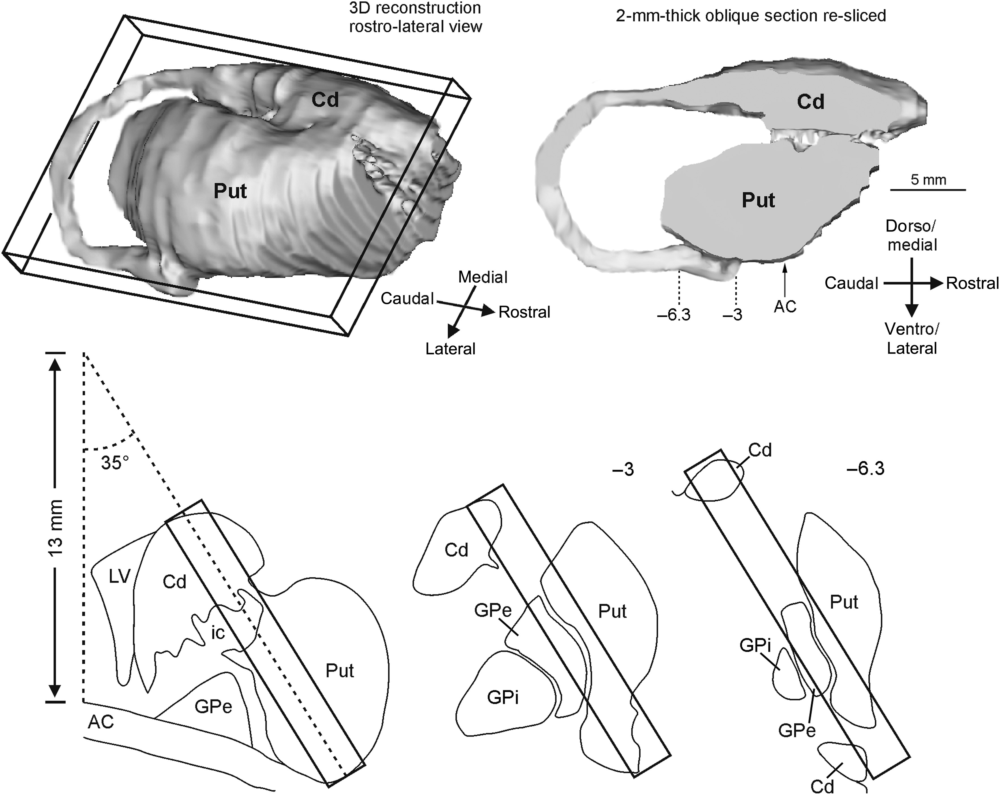 3D reconstruction
rostro-lateral view
2-mm-thick oblique section re-sliced
Cd
Put
Medial
Caudal
Rostral
Lateral
Cd
Put
5 mm
Dorso/
medial
Caudal
Rostral
Ventro/
Lateral
–6.3
–3
AC
13 mm
35°
LV
Cd
ic
Put
GPe
AC
–3
Cd
GPe
Put
GPi
–6.3
Cd
Put
GPi
GPe
Cd